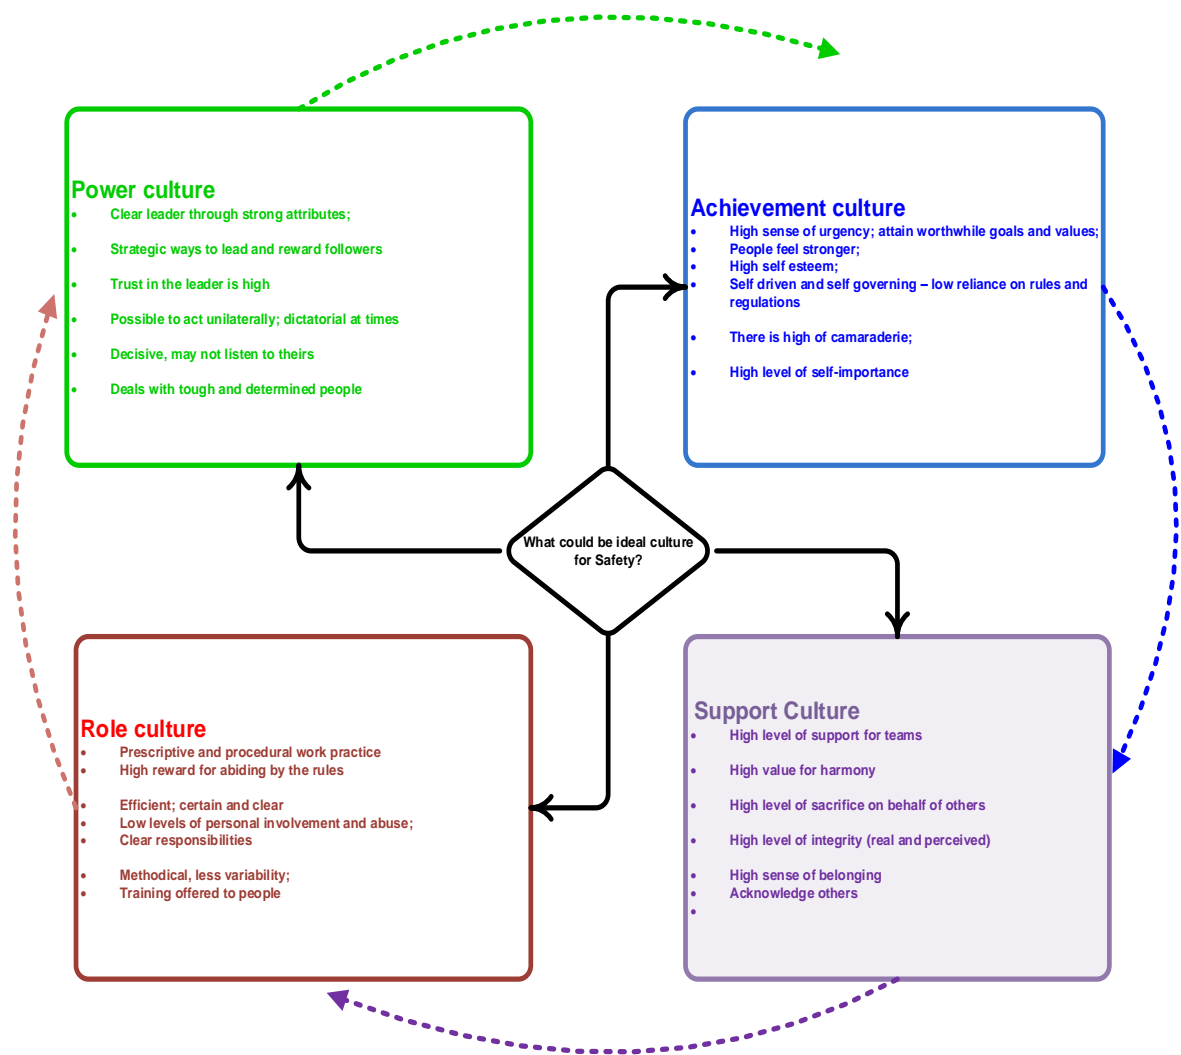 Power culture
• Clear leader through strong attributes;
• Strategic ways to lead and reward followers
• Trust in the leader is high
• Possible to act unilaterally; dictatorial at times
• Decisive, may not listen to theirs
• Deals with tough and determined people
Achievement culture
• High sense of urgency; attain worthwhile goals and values;
• People feel stronger;
• High self esteem;
• Self driven and self governing – low reliance on rules and
regulations
• There is high of camaraderie;
• High level of self-importance
What could be ideal culture
for Safety?
Role culture
• Prescriptive and procedural work practice
• High reward for abiding by the rules
• Efficient; certain and clear
• Low levels of personal involvement and abuse;
• Clear responsibilities
• Methodical, less variability;
• Training offered to people
Support Culture
• High level of support for teams
• High value for harmony
• High level of sacrifice on behalf of others
• High level of integrity (real and perceived)
• High sense of belonging
• Acknowledge others
•